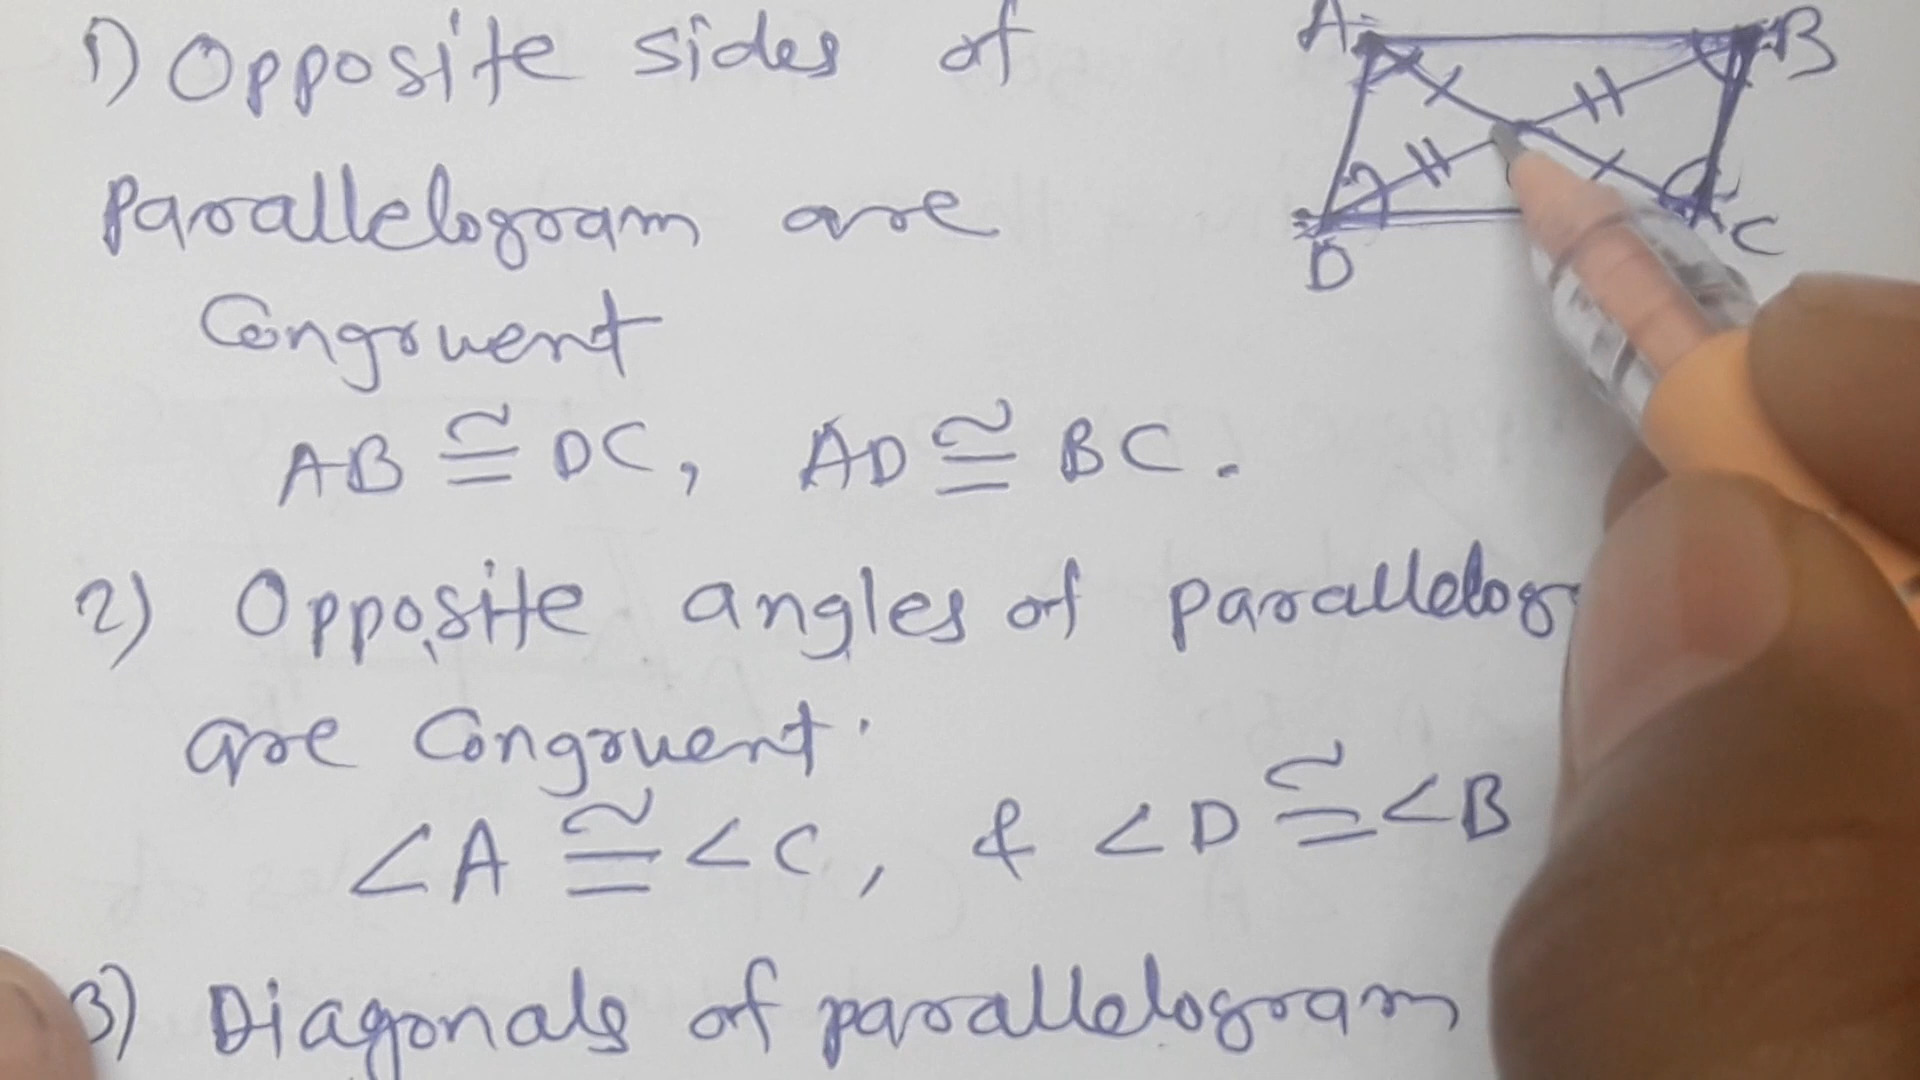 1) Opposite sides of
Parallelogram are
Congruent
AB ≅ DC, AD ≅ BC.
2) Opposite angles of parallelogr
are Congruent.
∠A ≅ ∠C, & ∠D ≅ ∠B
3) Diagonals of parallelogram
A B
D C